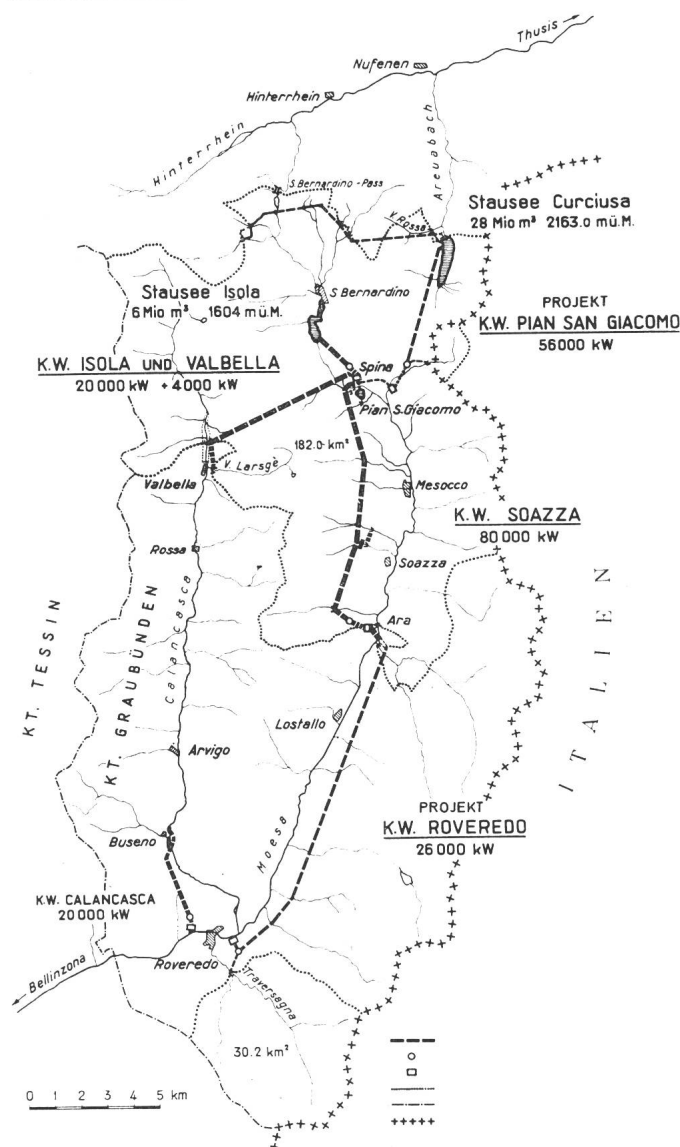 Thusis
Nufenen
Hinterrhein
Hinterrhein
Areuabach
S. Bernardino-Pass
V. Rossa
Stausee Curciusa
28 Mio m³ 2163.0 mü.M.
Stausee Isola
6 Mio m³ 1604 mü.M.
S. Bernardino
PROJEKT
K.W. PIAN SAN GIACOMO
56000 kW
K.W. ISOLA UND VALBELLA
20 000 kW + 4 000 kW
Spina
Pian S. Giacomo
182.0 km²
V. Larsgè
Valbella
Mesocco
K.W. SOAZZA
80 000 kW
Rossa
Soazza
Calancasca
Ara
KT. TESSIN
KT. GRAUBÜNDEN
ITALIEN
Lostallo
Arvigo
Moesa
PROJEKT
K.W. ROVEREDO
26 000 kW
Buseno
K.W. CALANCASCA
20 000 kW
Roveredo
Bellinzona
Traversagna
30.2 km²
0 1 2 3 4 5 km